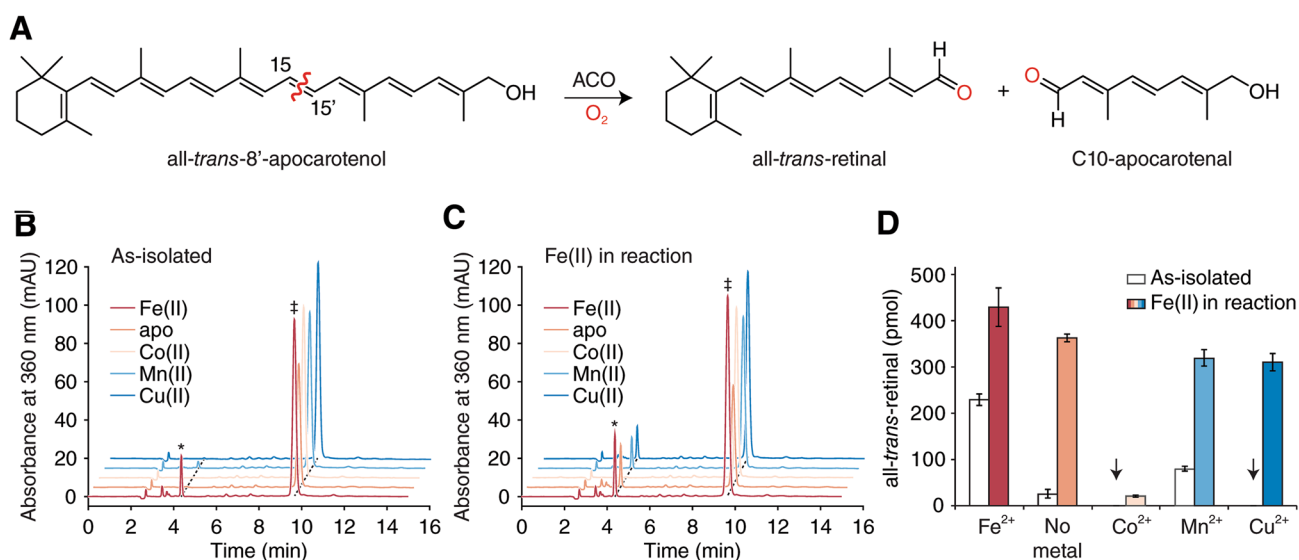 A
15
15'
OH
ACO
O₂
H
O
+
O
H
OH
all-trans-8'-apocarotenol
all-trans-retinal
C10-apocarotenal
B
As-isolated
Absorbance at 360 nm (mAU)
120
100
80
60
40
20
0
Fe(II)
apo
Co(II)
Mn(II)
Cu(II)
*
‡
0 2 4 6 8 10 12 14 16
Time (min)
C
Fe(II) in reaction
Absorbance at 360 nm (mAU)
120
100
80
60
40
20
0
Fe(II)
apo
Co(II)
Mn(II)
Cu(II)
*
‡
0 2 4 6 8 10 12 14 16
Time (min)
D
As-isolated
Fe(II) in reaction
all-trans-retinal (pmol)
500
400
300
200
100
0
Fe²⁺ No Co²⁺ Mn²⁺ Cu²⁺
metal